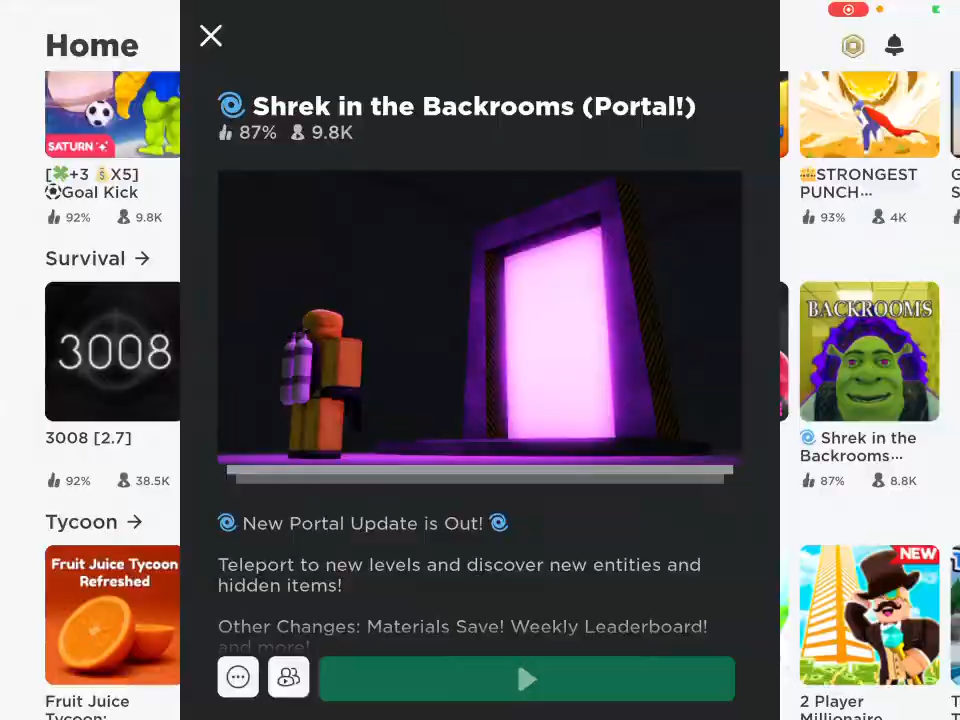 Home
Shrek in the Backrooms (Portal!)
87% 9.8K
SATURN
[🍀+3 💰X5]
⚽Goal Kick
92% 9.8K
👑STRONGEST
PUNCH...
93% 4K
Survival →
3008
3008 [2.7]
92% 38.5K
BACKROOMS
🌀 Shrek in the
Backrooms...
87% 8.8K
🌀 New Portal Update is Out! 🌀
Teleport to new levels and discover new entities and
hidden items!
Other Changes: Materials Save! Weekly Leaderboard!
and more!
Tycoon →
Fruit Juice Tycoon
Refreshed
Fruit Juice
Tycoon:
NEW
2 Player
Millionaire